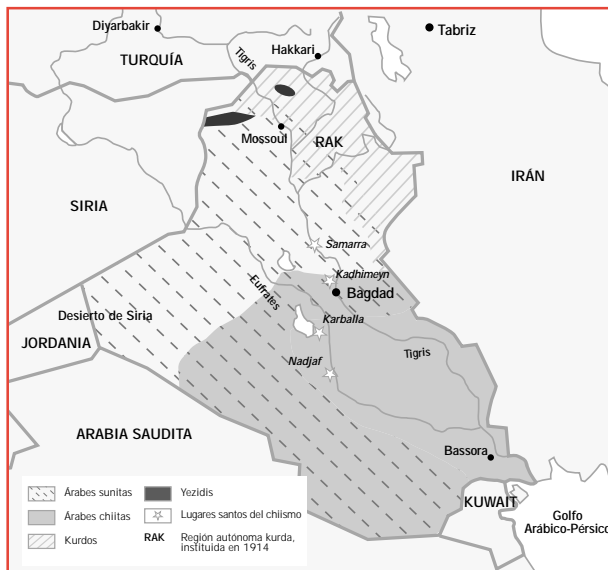 Diyarbakir
Tabriz
Hakkari
TURQUÍA
Tigris
Mossoul
RAK
IRÁN
SIRIA
Samarra
Kadhimeyn
Eufrates
Bagdad
Desierto de Siria
Karballa
JORDANIA
Nadjaf
Tigris
ARABIA SAUDITA
Bassora
KUWAIT
Golfo
Arábico-Pérsico
Árabes sunitas
Árabes chiitas
Kurdos
Yezidis
Lugares santos del chiismo
RAK Región autónoma kurda,
instituida en 1914